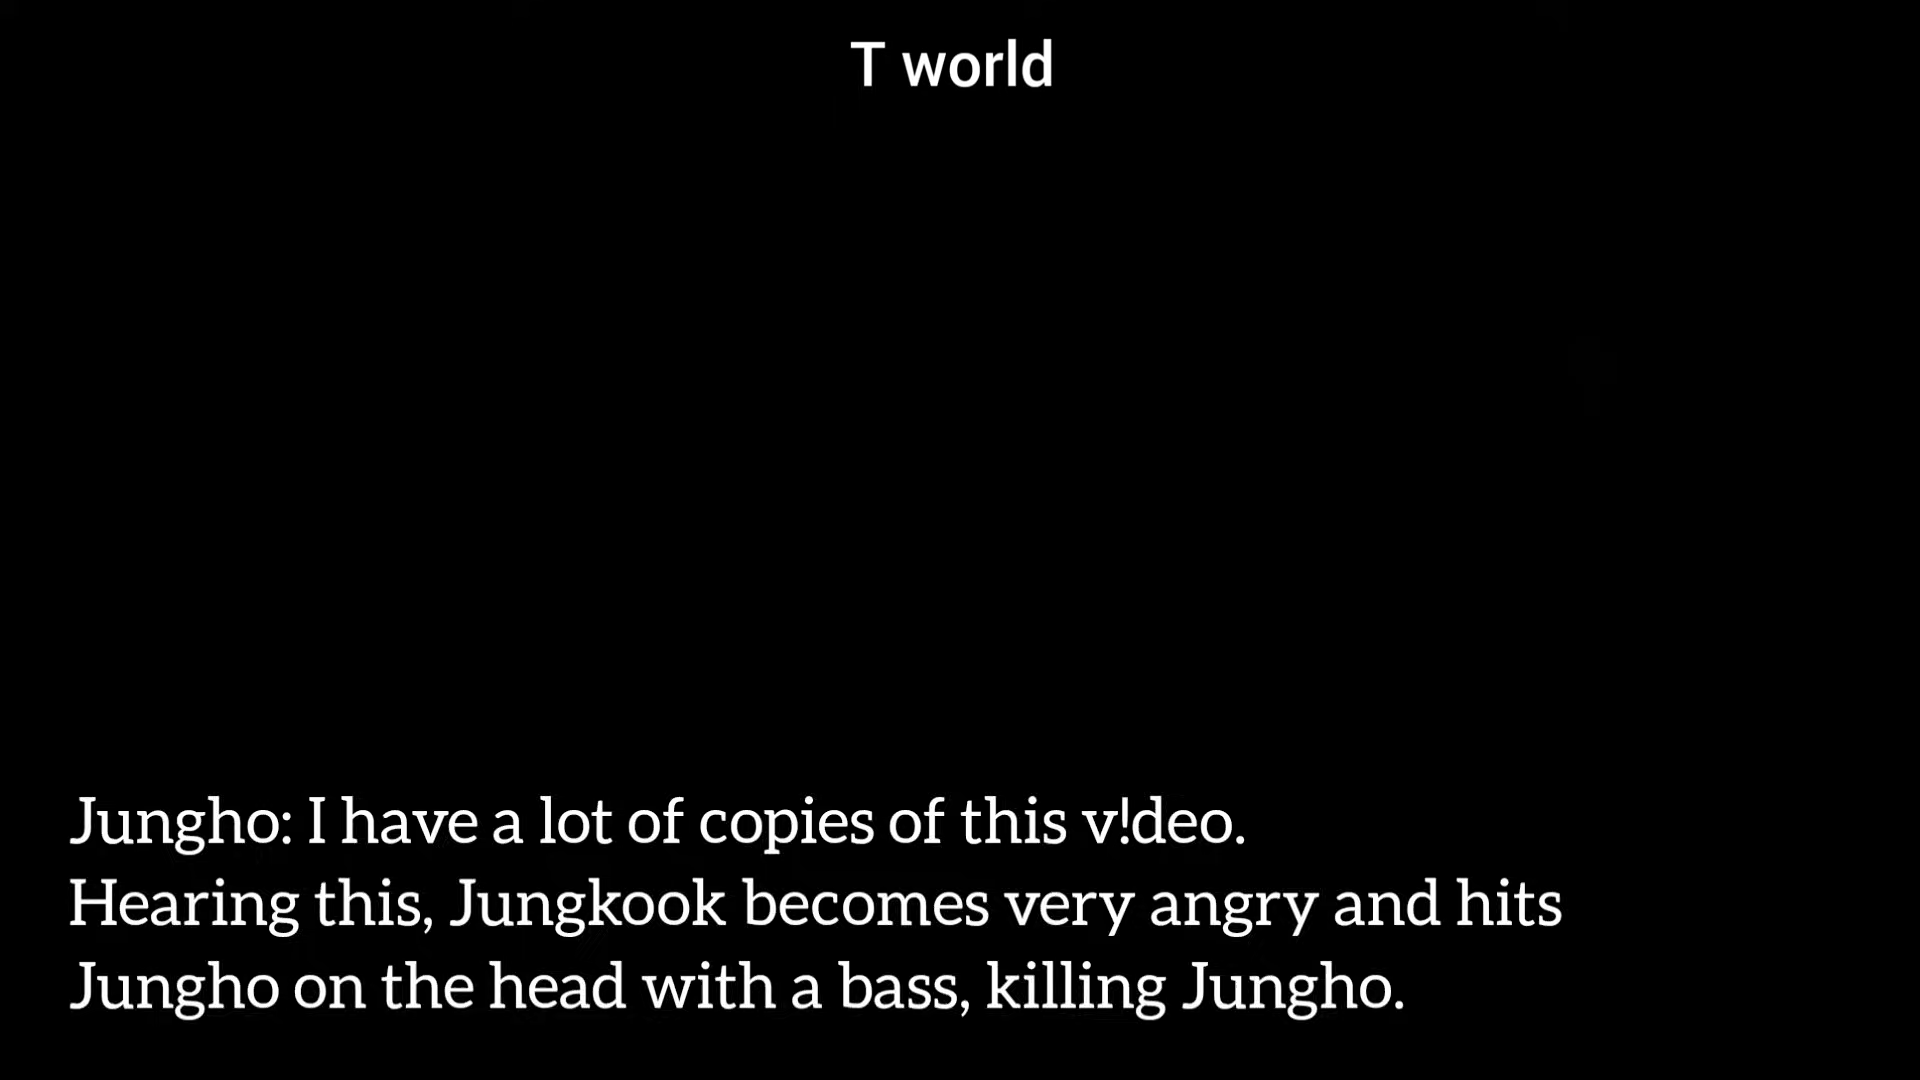 T world
Jungho: I have a lot of copies of this v!deo.
Hearing this, Jungkook becomes very angry and hits
Jungho on the head with a bass, killing Jungho.